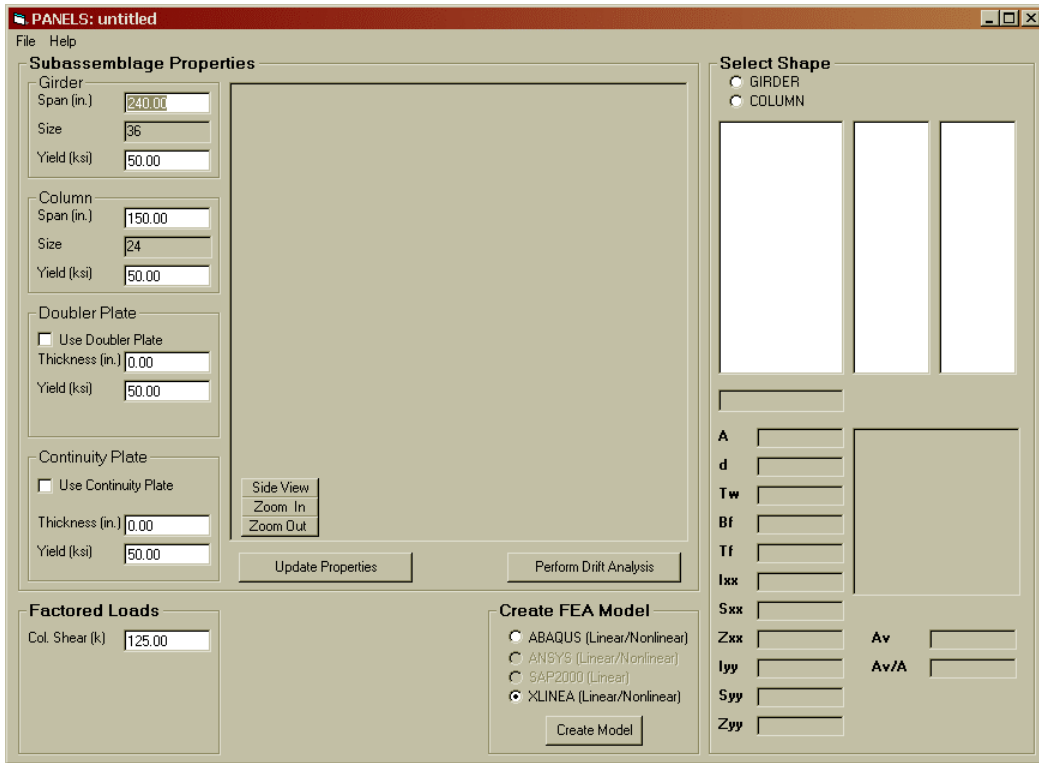 PANELS: untitled
File Help
Subassemblage Properties
Girder
Span (in.) 240.00
Size 36
Yield (ksi) 50.00
Column
Span (in.) 150.00
Size 24
Yield (ksi) 50.00
Doubler Plate
Use Doubler Plate
Thickness (in.) 0.00
Yield (ksi) 50.00
Continuity Plate
Use Continuity Plate
Thickness (in.) 0.00
Yield (ksi) 50.00
Side View
Zoom In
Zoom Out
Update Properties
Perform Drift Analysis
Factored Loads
Col. Shear (k) 125.00
Create FEA Model
ABAQUS (Linear/Nonlinear)
ANSYS (Linear/Nonlinear)
SAP2000 (Linear)
XLINEA (Linear/Nonlinear)
Create Model
Select Shape
GIRDER
COLUMN
A
d
Tw
Bf
Tf
Ixx
Sxx
Zxx Av
Iyy Av/A
Syy
Zyy